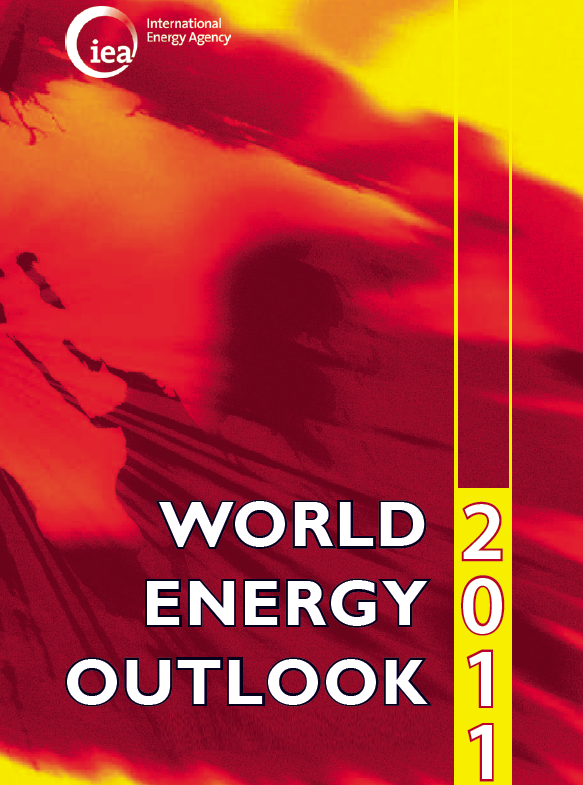 iea
International
Energy Agency
WORLD
ENERGY
OUTLOOK
2011